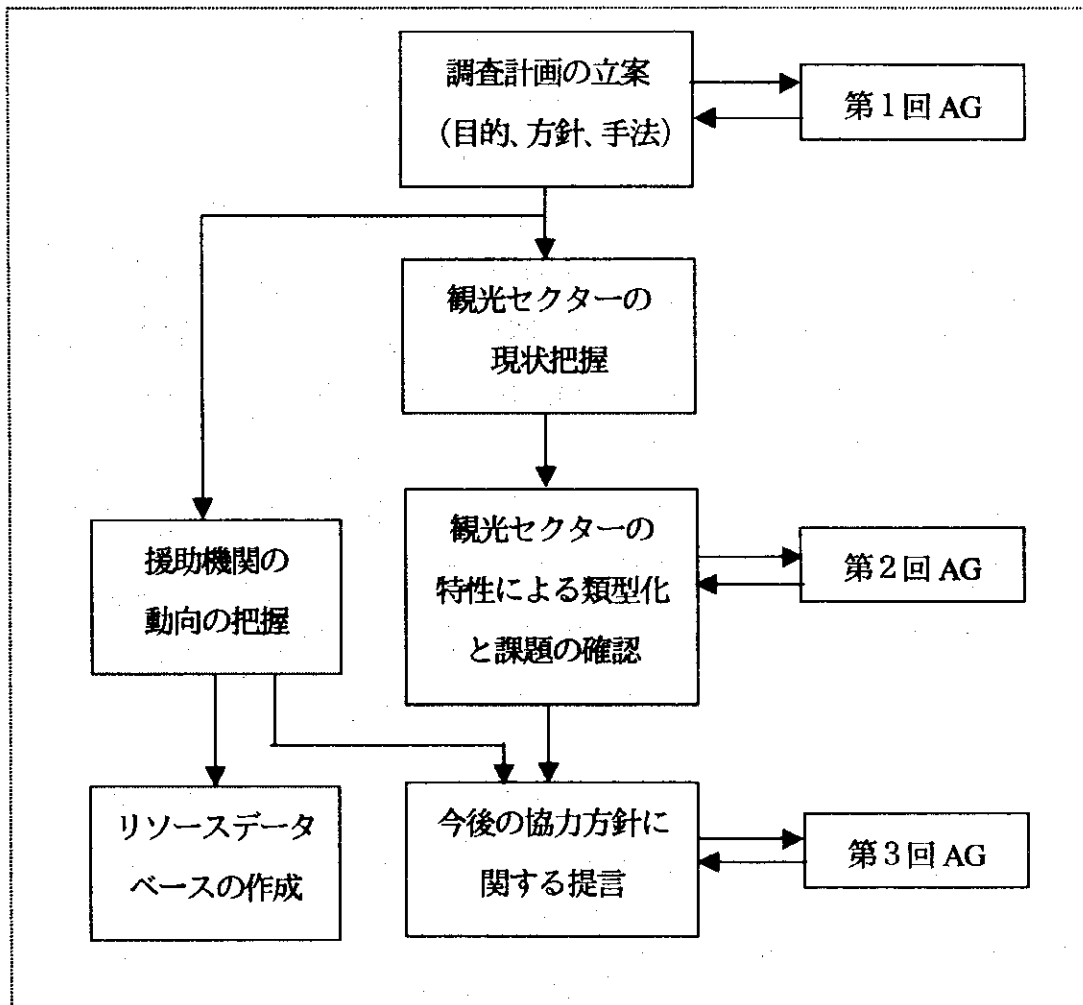 調査計画の立案
(目的、方針、手法)
第1回 AG
観光セクターの
現状把握
援助機関の
動向の把握
観光セクターの
特性による類型化
と課題の確認
第2回 AG
リソースデータ
ベースの作成
今後の協力方針に
関する提言
第3回 AG